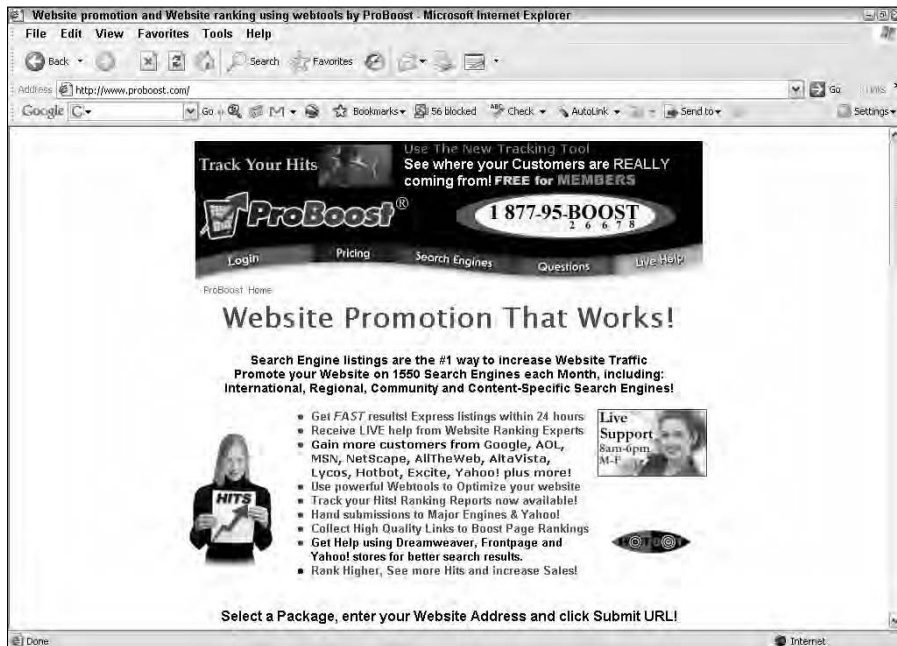 Website promotion and Website ranking using webtools by ProBoost - Microsoft Internet Explorer
File Edit View Favorites Tools Help
Back Search Favorites
Address http://www.proboost.com/ Go Links
Google Go Bookmarks 56 blocked Check AutoLink Send to Settings
Use The New Tracking Tool
Track Your Hits
See where your Customers are REALLY
coming from! FREE for MEMBERS
ProBoost®
1 877-95-BOOST
2 6 6 7 8
Login Pricing Search Engines Questions Live Help
ProBoost Home
Website Promotion That Works!
Search Engine listings are the #1 way to increase Website Traffic
Promote your Website on 1550 Search Engines each Month, including:
International, Regional, Community and Content-Specific Search Engines!
Get FAST results! Express listings within 24 hours
Receive LIVE help from Website Ranking Experts
Gain more customers from Google, AOL,
MSN, NetScape, AllTheWeb, AltaVista,
Lycos, Hotbot, Excite, Yahoo! plus more!
Use powerful Webtools to Optimize your website
Track your Hits! Ranking Reports now available!
Hand submissions to Major Engines & Yahoo!
Collect High Quality Links to Boost Page Rankings
Get Help using Dreamweaver, Frontpage and
Yahoo! stores for better search results.
Rank Higher, See more Hits and increase Sales!
Live
Support
8am-6pm
M-F
HITS
HOTBOT
Select a Package, enter your Website Address and click Submit URL!
Done Internet